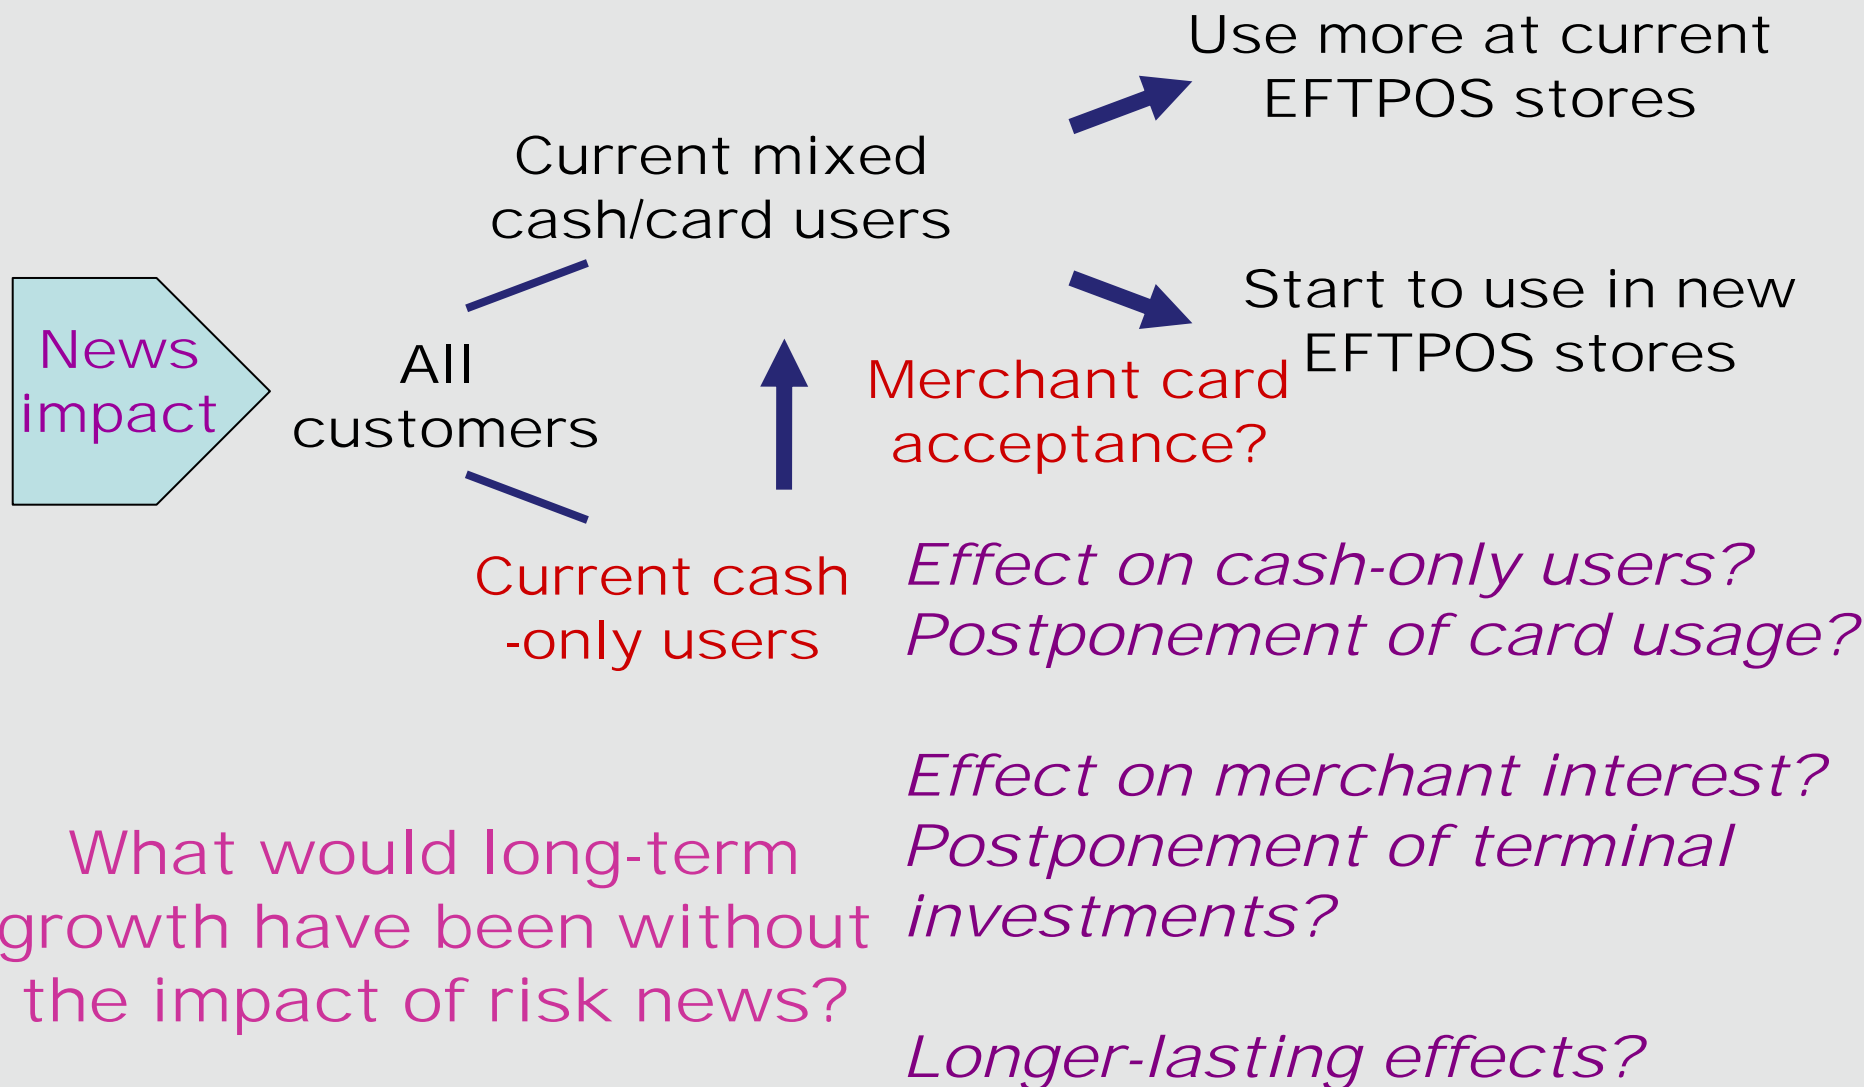 Use more at current
EFTPOS stores
Current mixed
cash/card users
Start to use in new
EFTPOS stores
News
impact
All
customers
Merchant card
acceptance?
Current cash
-only users
Effect on cash-only users?
Postponement of card usage?
Effect on merchant interest?
Postponement of terminal
investments?
Longer-lasting effects?
What would long-term
growth have been without
the impact of risk news?